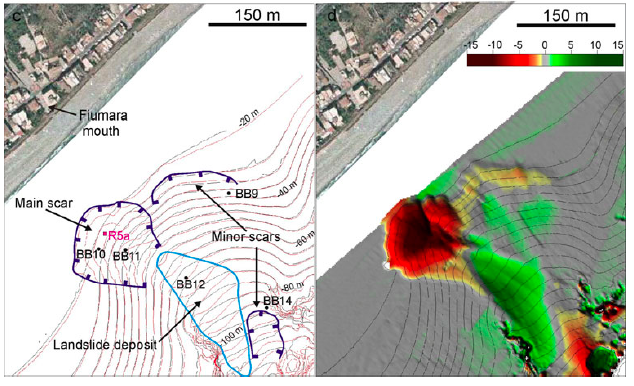 c
150 m
Fiumara
mouth
-20 m
BB9
-40 m
Main scar
R5a
BB10
BB11
Minor scars
-60 m
BB12
-80 m
BB14
Landslide deposit
-100 m
d
150 m
-15 -10 -5 0 5 10 15